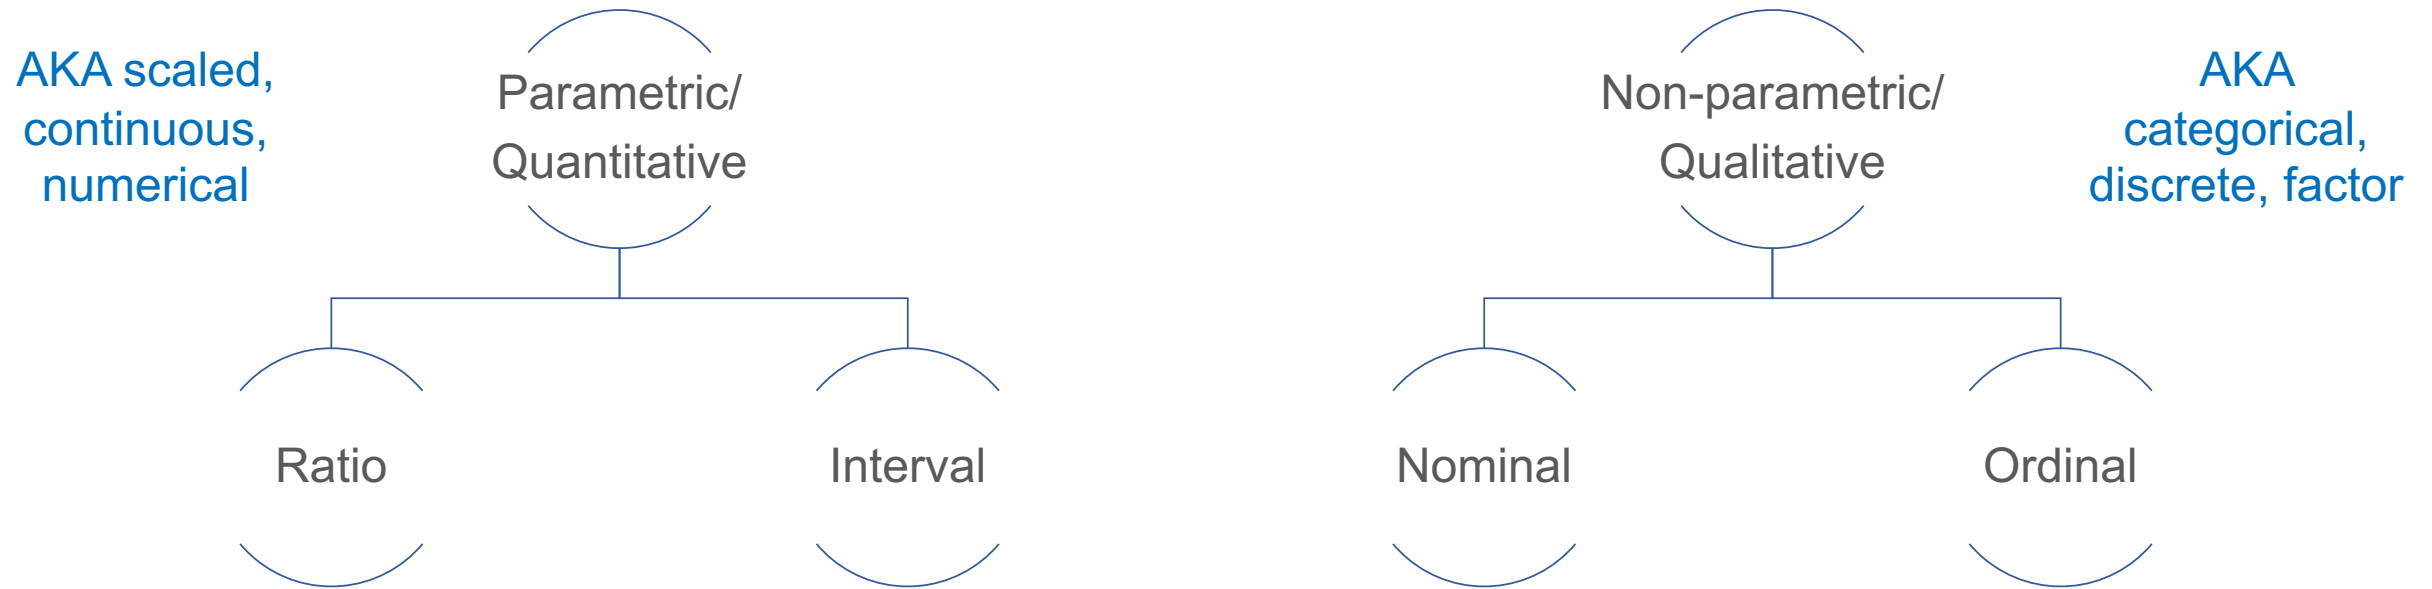 AKA scaled,
continuous,
numerical
Parametric/
Quantitative
Non-parametric/
Qualitative
AKA
categorical,
discrete, factor
Ratio
Interval
Nominal
Ordinal